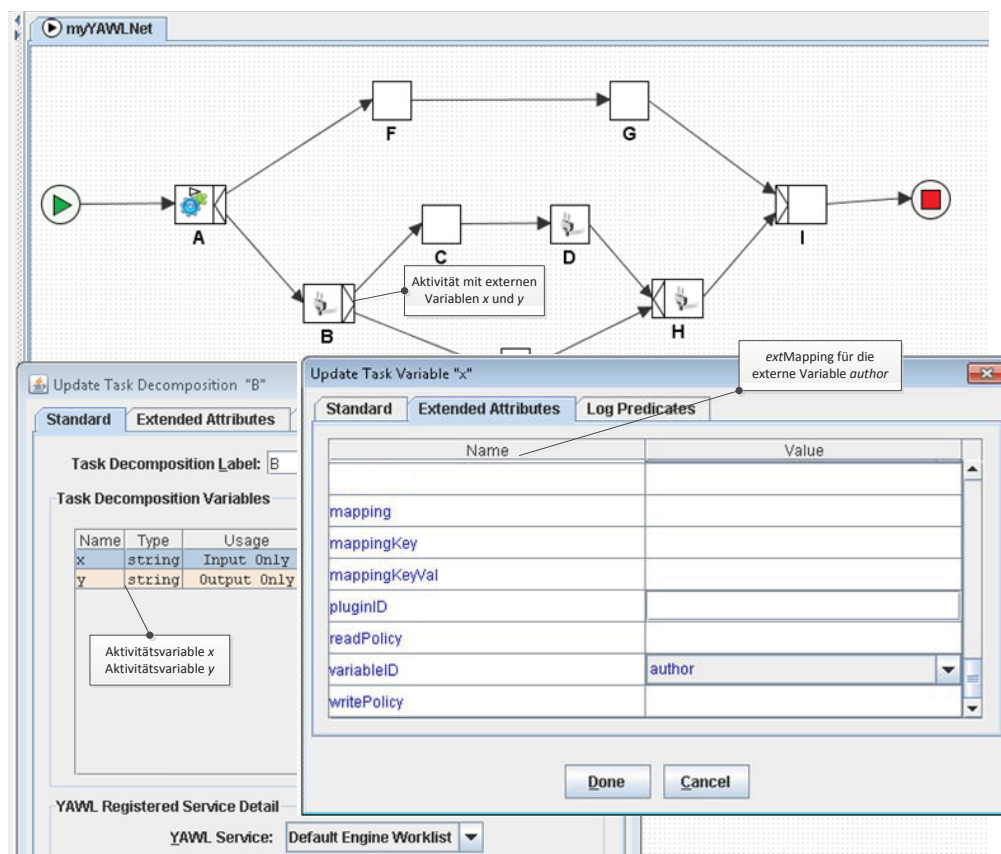 myYAWLNet
F
G
A
I
C
D
Aktivität mit externen
Variablen x und y
B
H
extMapping für die
externe Variable author
Update Task Decomposition "B"
Standard Extended Attributes
Task Decomposition Label: B
Task Decomposition Variables
Name Type Usage
x string Input Only
y string Output Only
Aktivitätsvariable x
Aktivitätsvariable y
YAWL Registered Service Detail
YAWL Service: Default Engine Worklist
Update Task Variable "x"
Standard Extended Attributes Log Predicates
Name Value
mapping
mappingKey
mappingKeyVal
pluginID
readPolicy
variableID author
writePolicy
Done Cancel